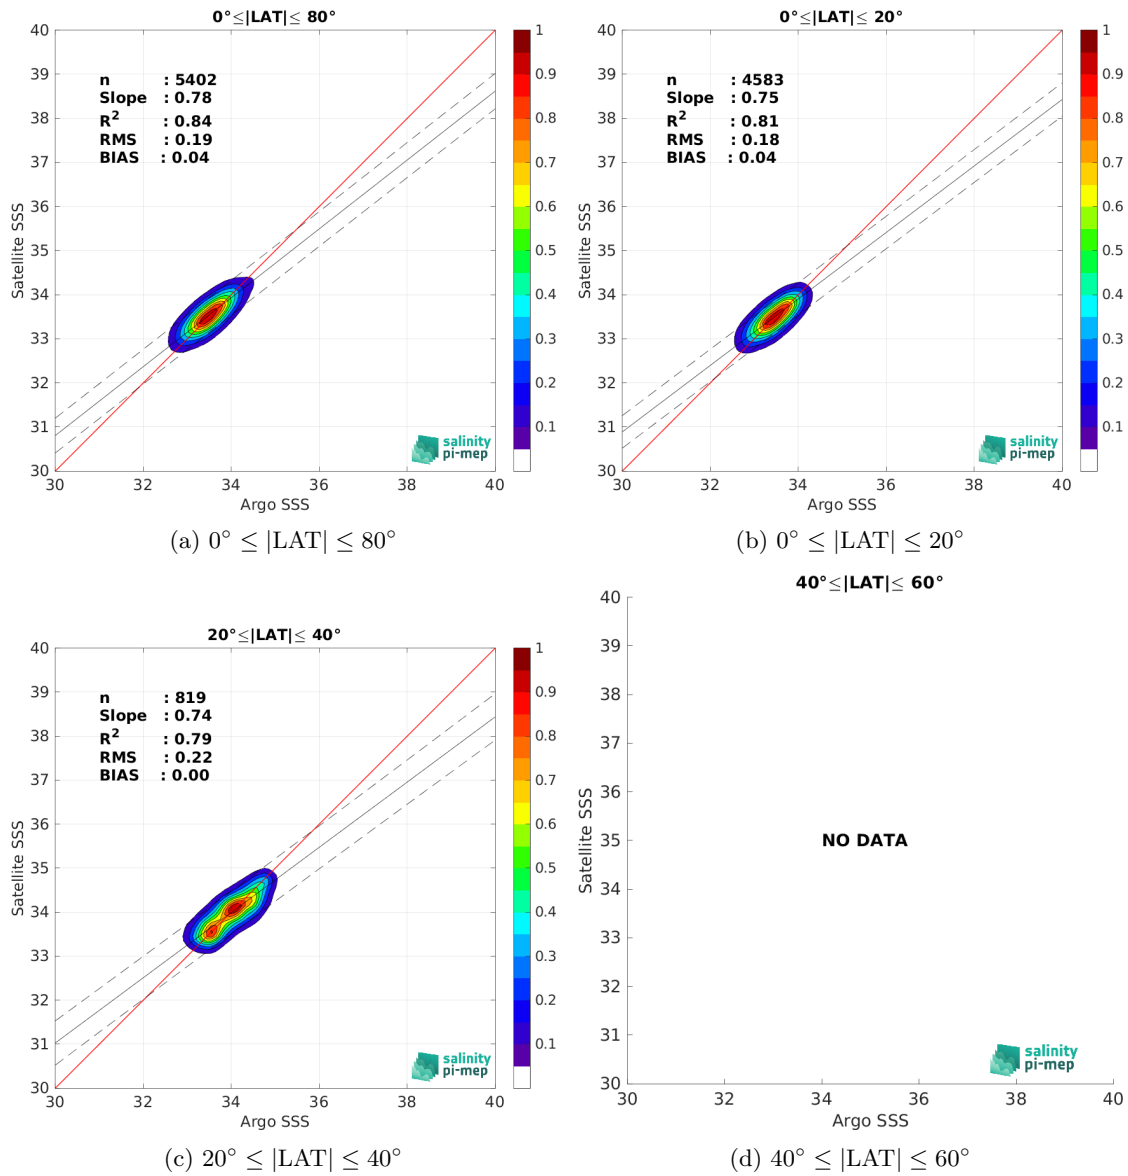 0°≤|LAT|≤ 80°
40
39
38
37
36
35
34
33
32
31
30
Satellite SSS
n : 5402
Slope : 0.78
R² : 0.84
RMS : 0.19
BIAS : 0.04
salinity
pi-mep
30 32 34 36 38 40
Argo SSS
1
0.9
0.8
0.7
0.6
0.5
0.4
0.3
0.2
0.1
(a) 0° ≤ |LAT| ≤ 80°
0°≤|LAT|≤ 20°
40
39
38
37
36
35
34
33
32
31
30
Satellite SSS
n : 4583
Slope : 0.75
R² : 0.81
RMS : 0.18
BIAS : 0.04
salinity
pi-mep
30 32 34 36 38 40
Argo SSS
1
0.9
0.8
0.7
0.6
0.5
0.4
0.3
0.2
0.1
(b) 0° ≤ |LAT| ≤ 20°
20°≤|LAT|≤ 40°
40
39
38
37
36
35
34
33
32
31
30
Satellite SSS
n : 819
Slope : 0.74
R² : 0.79
RMS : 0.22
BIAS : 0.00
salinity
pi-mep
30 32 34 36 38 40
Argo SSS
1
0.9
0.8
0.7
0.6
0.5
0.4
0.3
0.2
0.1
(c) 20° ≤ |LAT| ≤ 40°
40°≤|LAT|≤ 60°
40
39
38
37
36
35
34
33
32
31
30
Satellite SSS
NO DATA
salinity
pi-mep
30 32 34 36 38 40
Argo SSS
(d) 40° ≤ |LAT| ≤ 60°